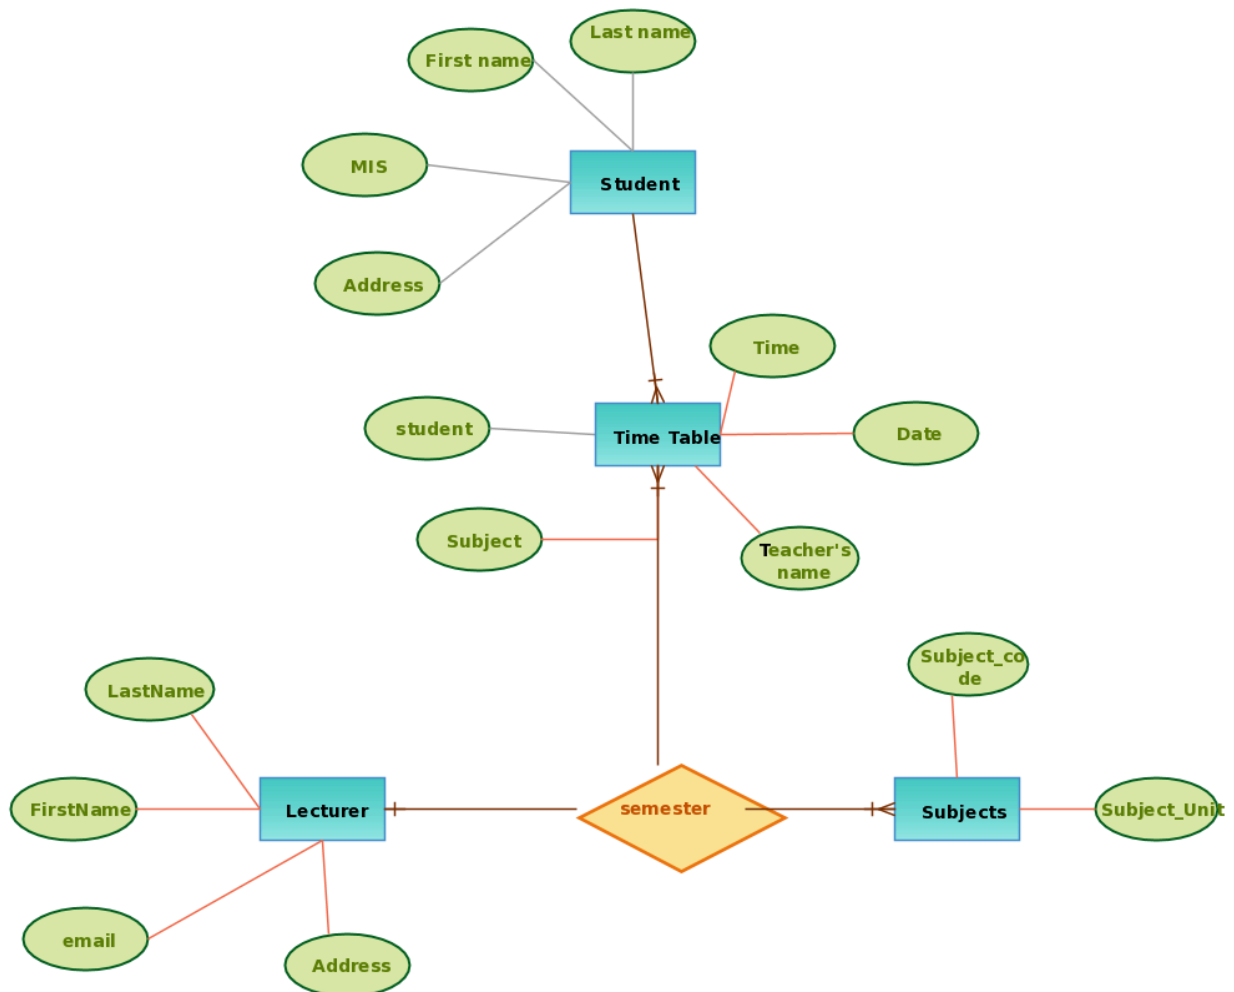 Last name
First name
MIS
Student
Address
Time
student
Time Table
Date
Subject
Teacher's
name
Subject_co
de
LastName
FirstName
Lecturer
semester
Subjects
Subject_Unit
email
Address